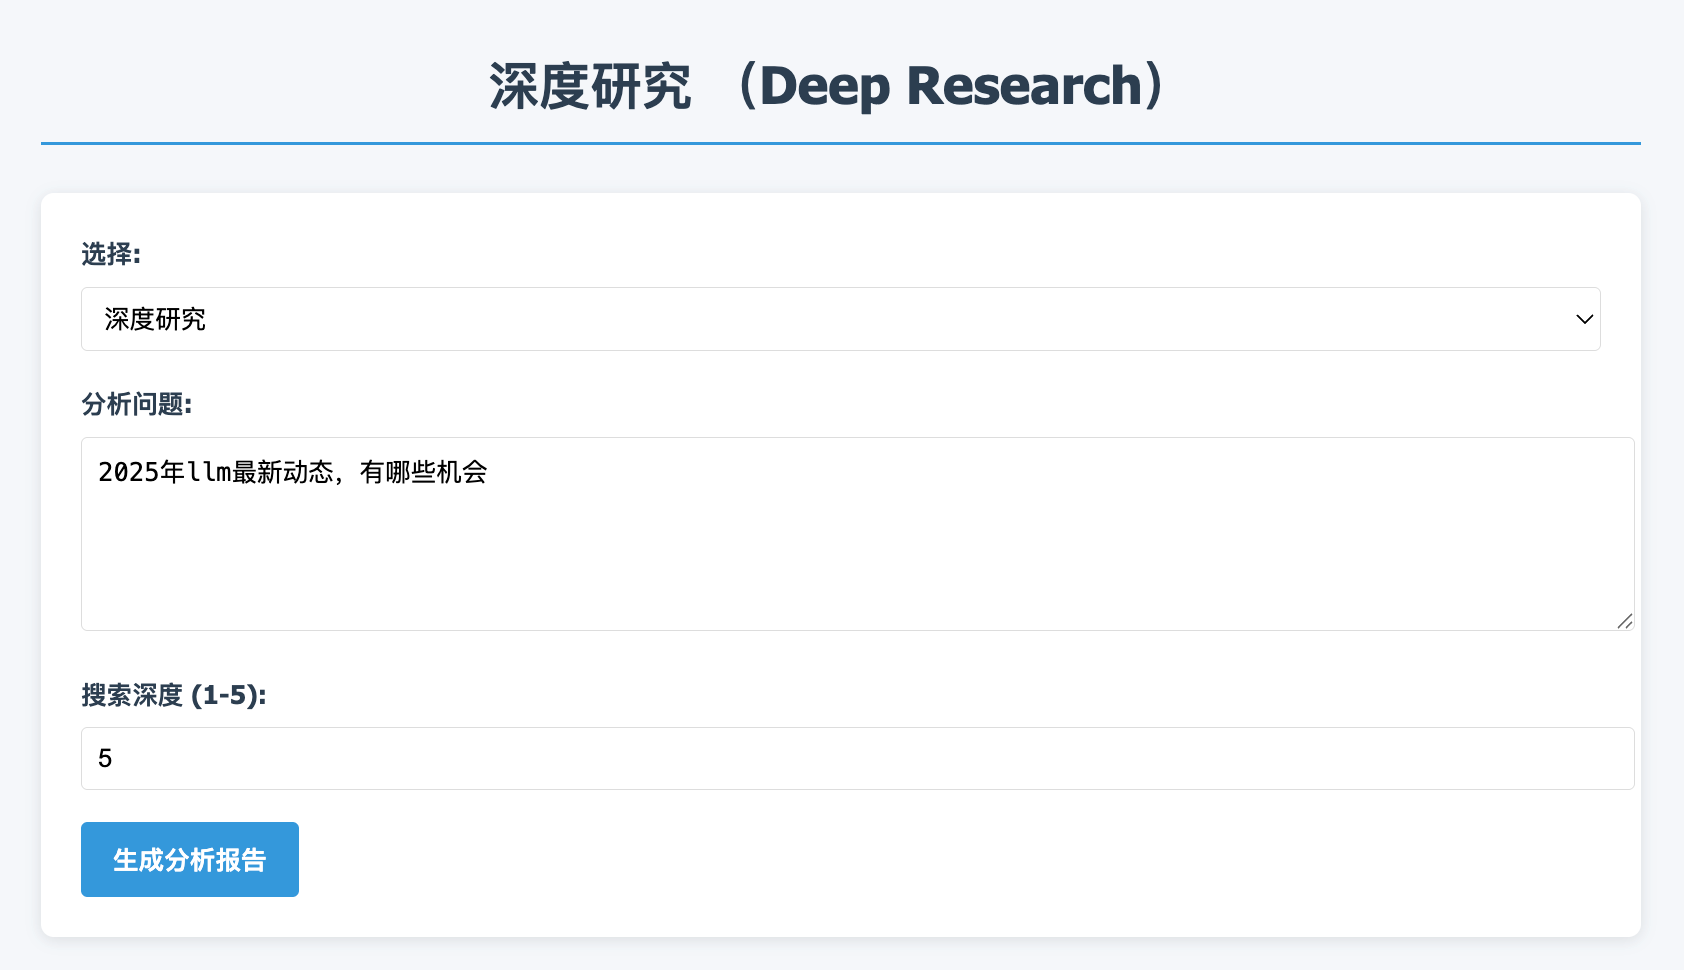 深度研究 （Deep Research）
选择:
深度研究
分析问题:
2025年llm最新动态，有哪些机会
搜索深度 (1-5):
5
生成分析报告